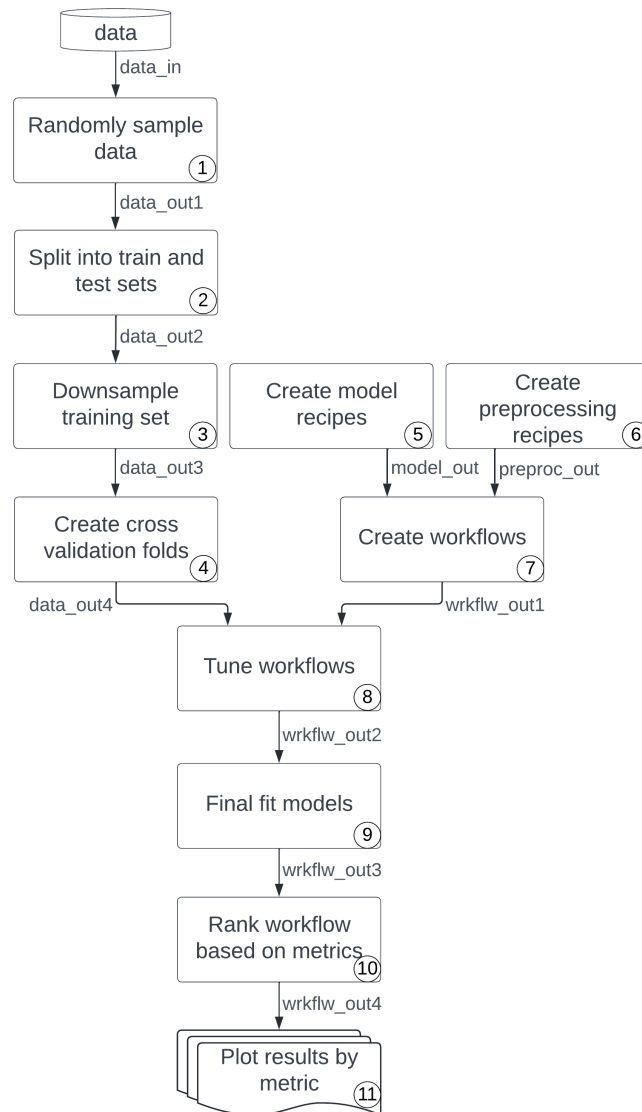 data
data_in
Randomly sample
data
1
data_out1
Split into train and
test sets
2
data_out2
Downsample
training set
3
Create model
recipes
5
Create
preprocessing
recipes
6
data_out3
model_out
preproc_out
Create cross
validation folds
4
Create workflows
7
data_out4
wrkflw_out1
Tune workflows
8
wrkflw_out2
Final fit models
9
wrkflw_out3
Rank workflow
based on metrics
10
wrkflw_out4
Plot results by
metric
11